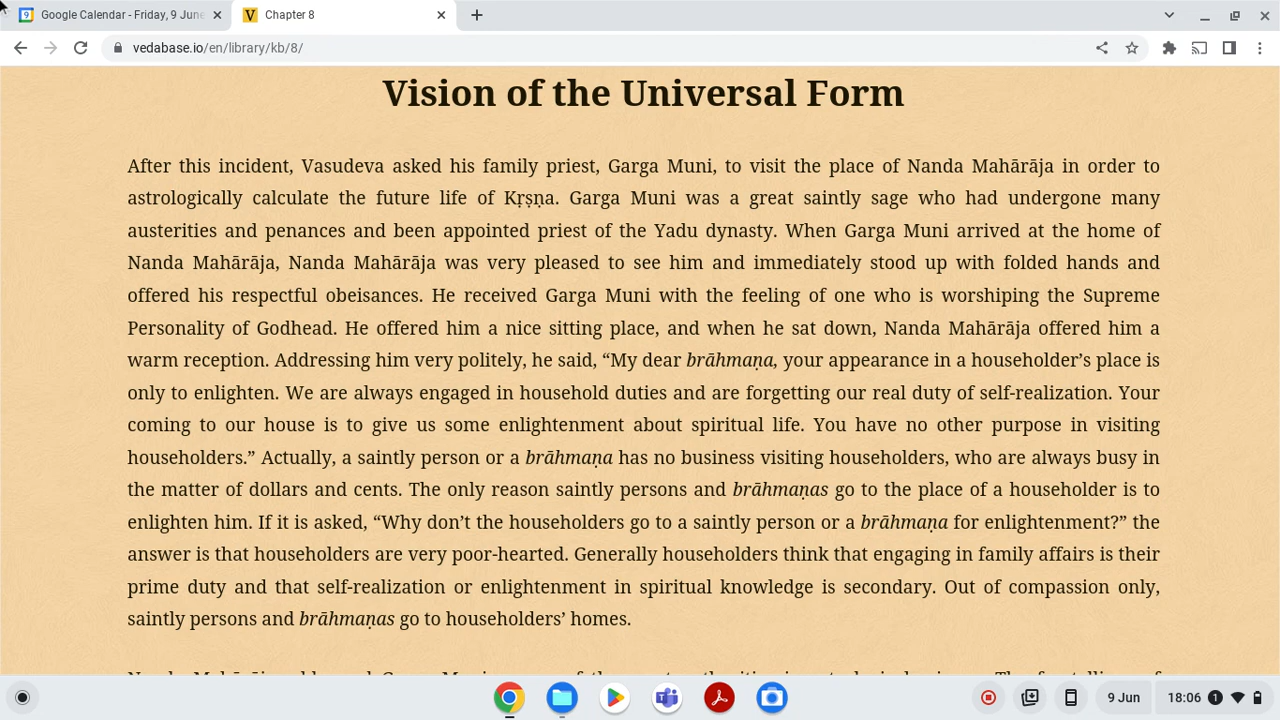 Google Calendar - Friday, 9 June
Chapter 8
vedabase.io/en/library/kb/8/
Vision of the Universal Form
After this incident, Vasudeva asked his family priest, Garga Muni, to visit the place of Nanda Mahārāja in order to
astrologically calculate the future life of Kṛṣṇa. Garga Muni was a great saintly sage who had undergone many
austerities and penances and been appointed priest of the Yadu dynasty. When Garga Muni arrived at the home of
Nanda Mahārāja, Nanda Mahārāja was very pleased to see him and immediately stood up with folded hands and
offered his respectful obeisances. He received Garga Muni with the feeling of one who is worshiping the Supreme
Personality of Godhead. He offered him a nice sitting place, and when he sat down, Nanda Mahārāja offered him a
warm reception. Addressing him very politely, he said, “My dear brāhmaṇa, your appearance in a householder’s place is
only to enlighten. We are always engaged in household duties and are forgetting our real duty of self-realization. Your
coming to our house is to give us some enlightenment about spiritual life. You have no other purpose in visiting
householders.” Actually, a saintly person or a brāhmaṇa has no business visiting householders, who are always busy in
the matter of dollars and cents. The only reason saintly persons and brāhmaṇas go to the place of a householder is to
enlighten him. If it is asked, “Why don’t the householders go to a saintly person or a brāhmaṇa for enlightenment?” the
answer is that householders are very poor-hearted. Generally householders think that engaging in family affairs is their
prime duty and that self-realization or enlightenment in spiritual knowledge is secondary. Out of compassion only,
saintly persons and brāhmaṇas go to householders’ homes.
9 Jun
18:06
1